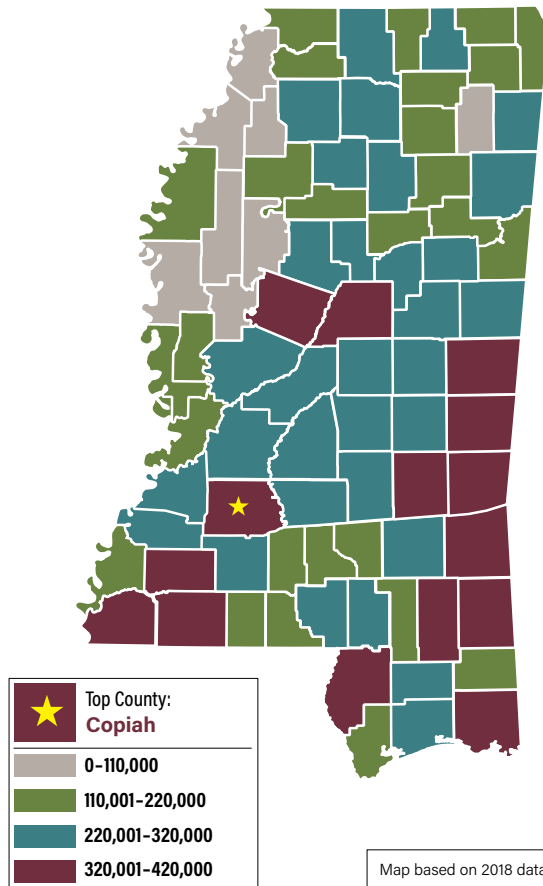 Top County:
Copiah
0–110,000
110,001–220,000
220,001–320,000
320,001–420,000
Map based on 2018 data